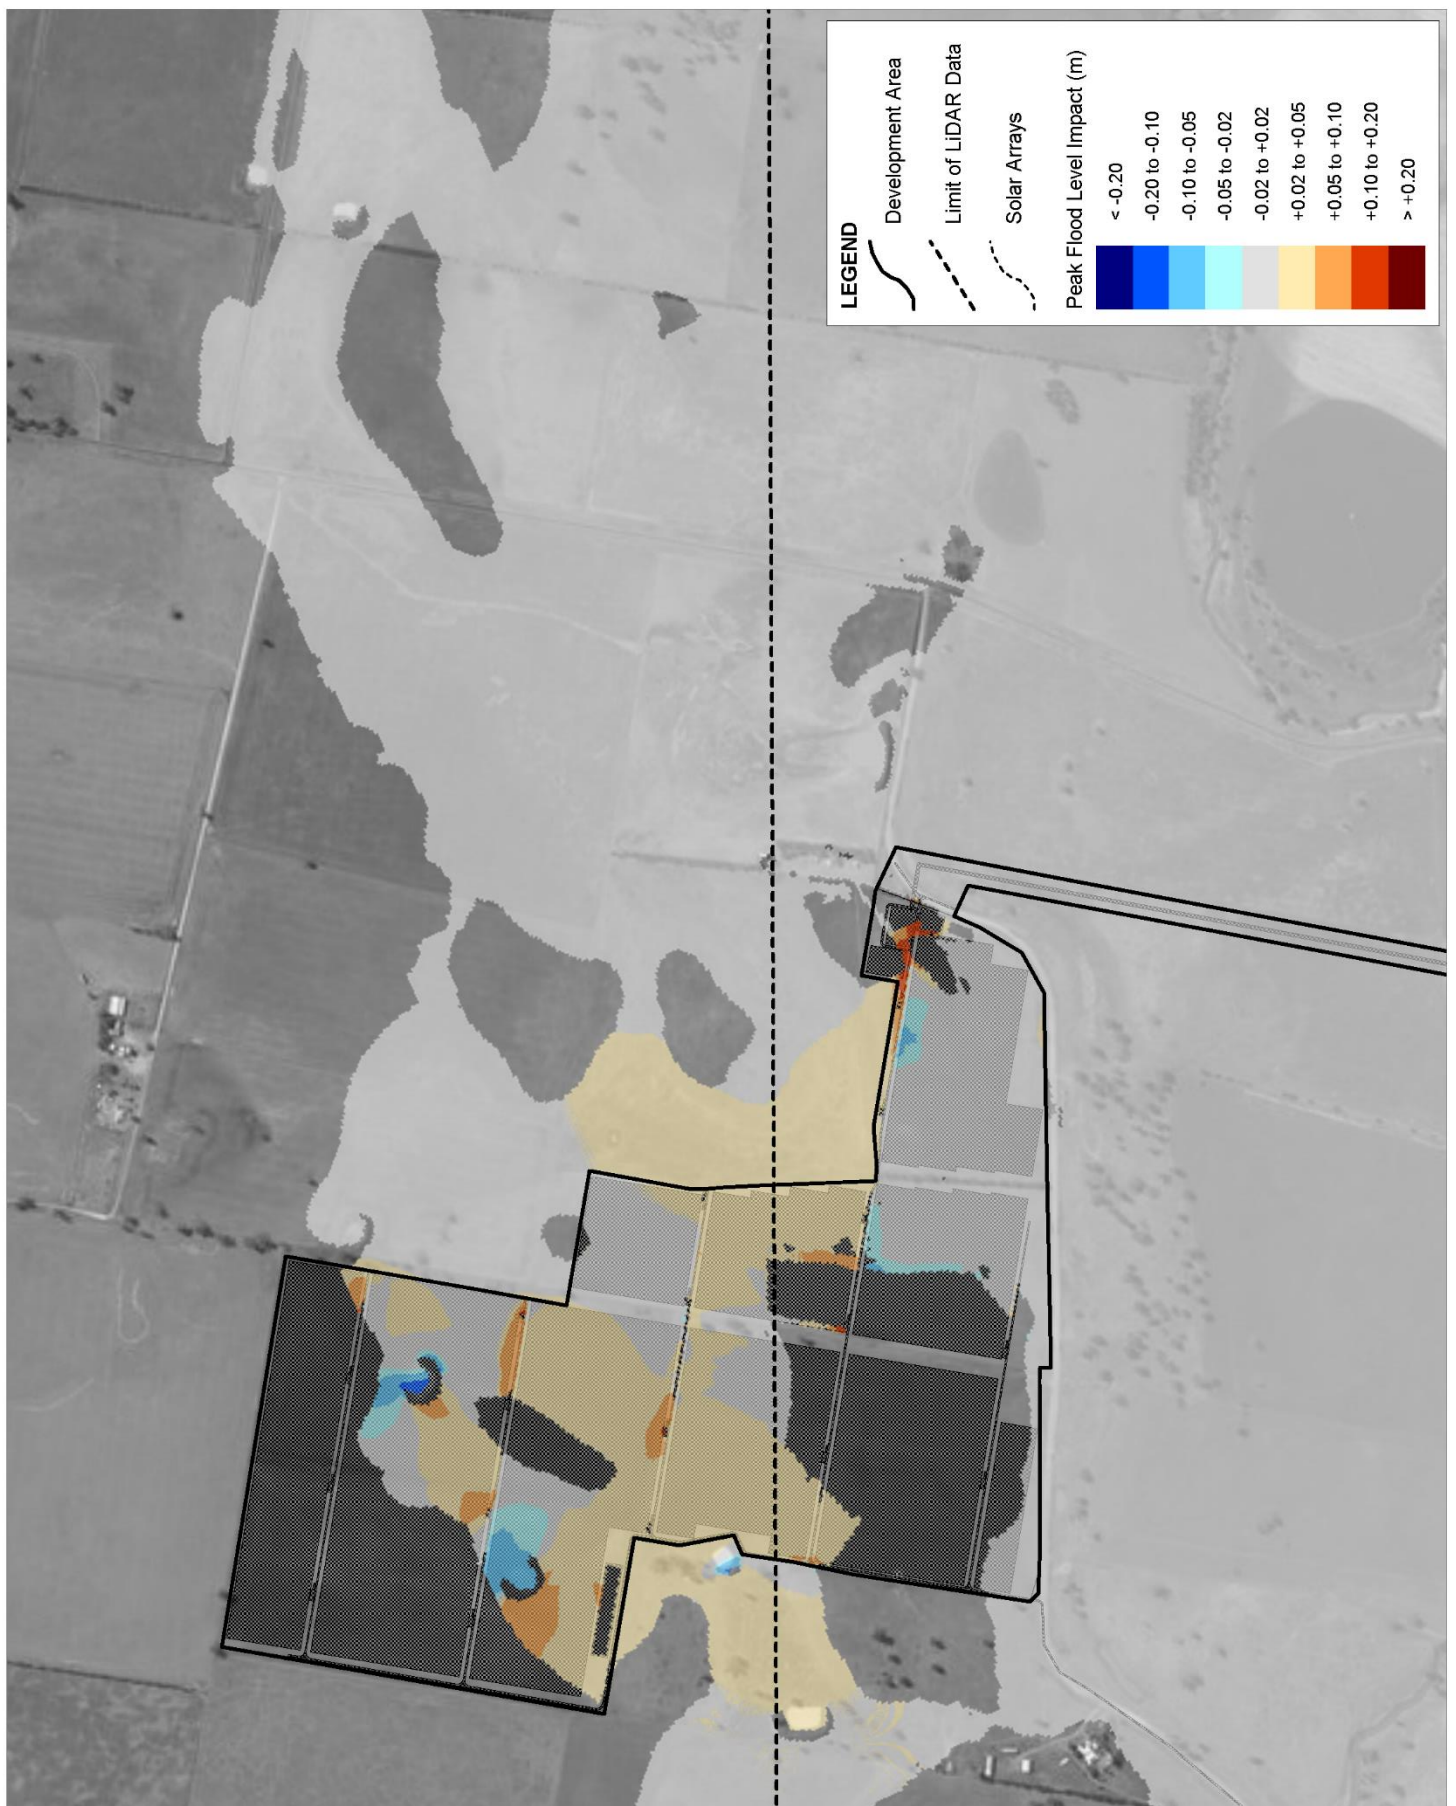 LEGEND
Development Area
Limit of LiDAR Data
Solar Arrays
Peak Flood Level Impact (m)
< -0.20
-0.20 to -0.10
-0.10 to -0.05
-0.05 to -0.02
-0.02 to +0.02
+0.02 to +0.05
+0.05 to +0.10
+0.10 to +0.20
> +0.20